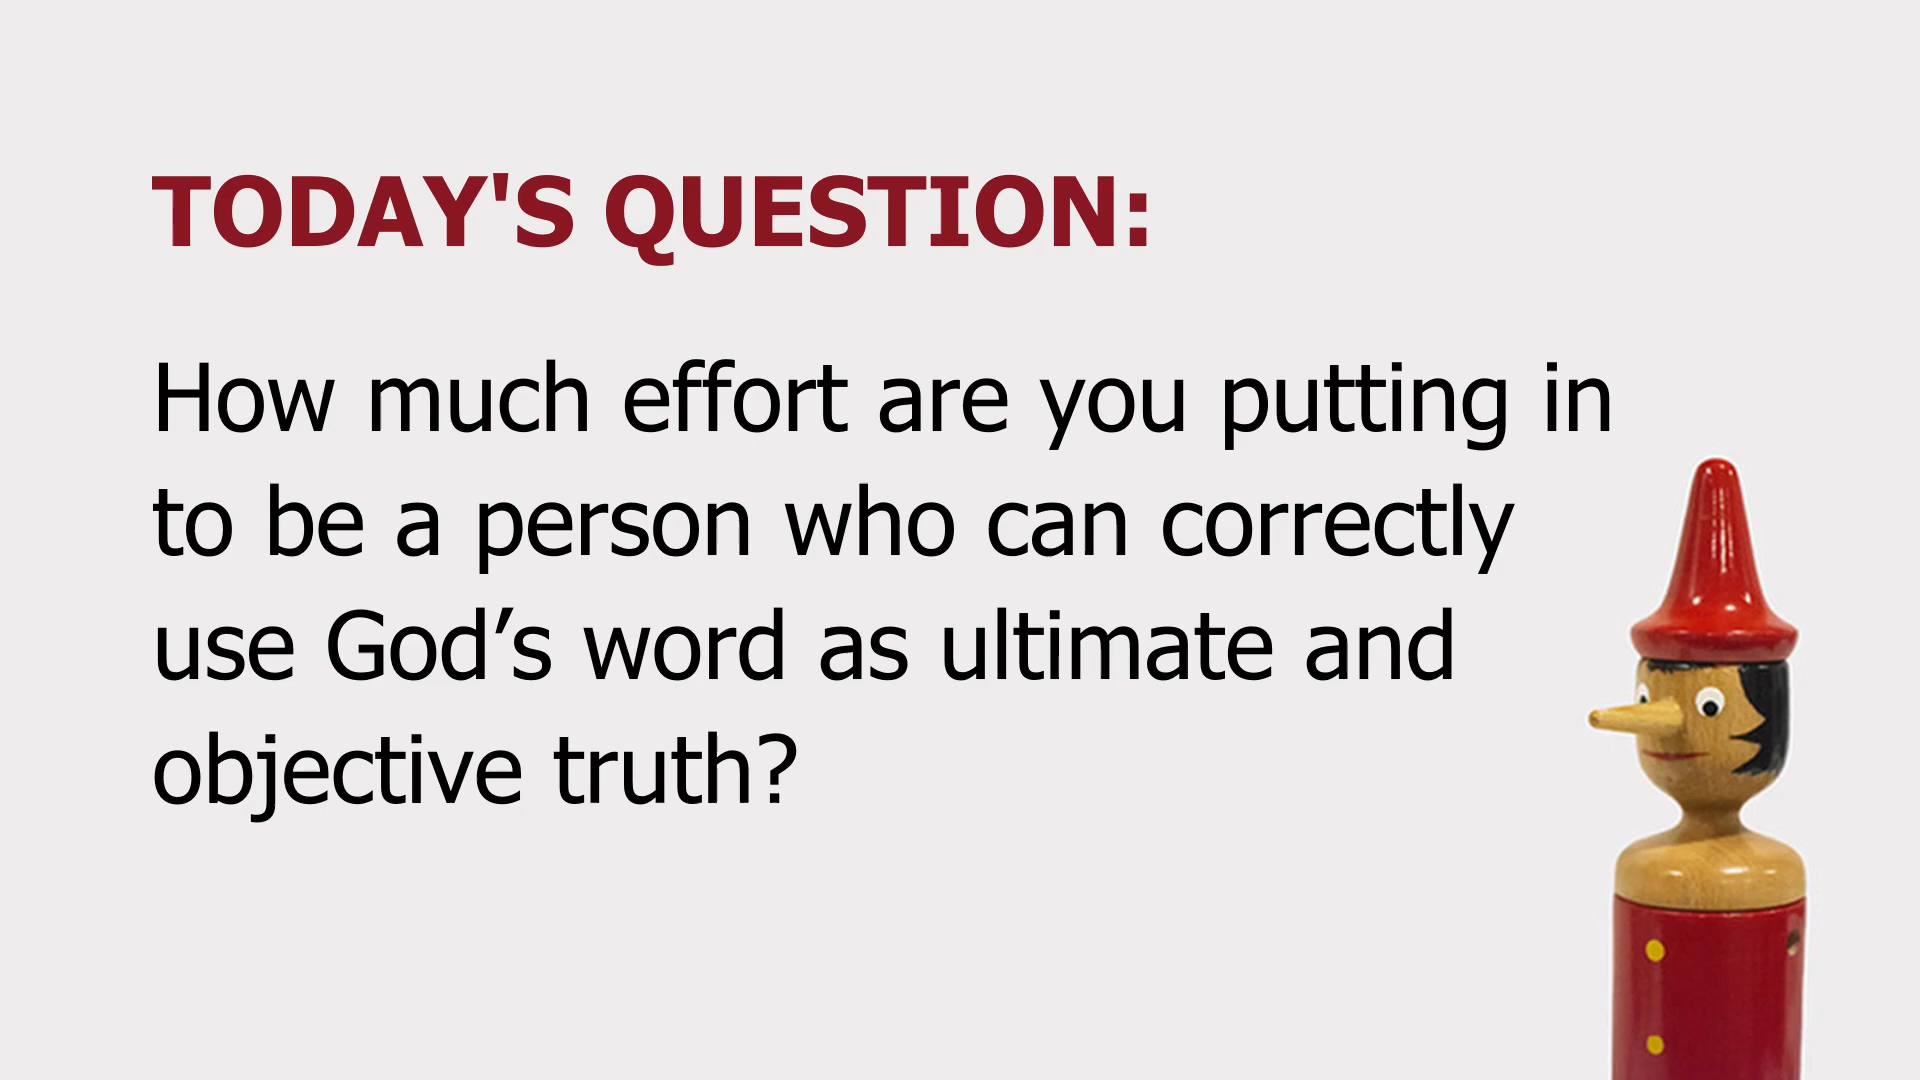 TODAY'S QUESTION:
How much effort are you putting in
to be a person who can correctly
use God’s word as ultimate and
objective truth?